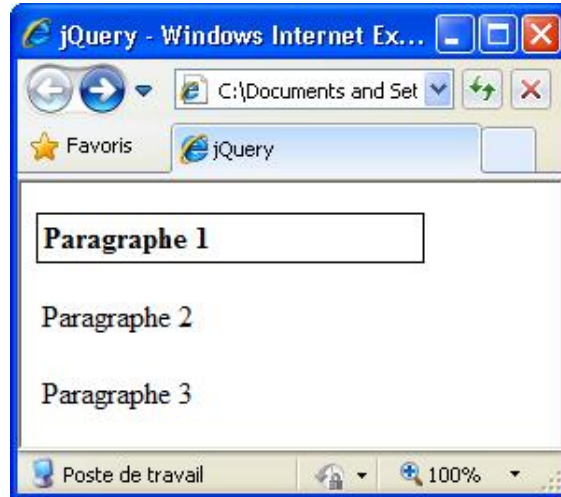 jQuery - Windows Internet Ex...
C:\Documents and Set
Favoris
jQuery
Paragraphe 1
Paragraphe 2
Paragraphe 3
Poste de travail
100%